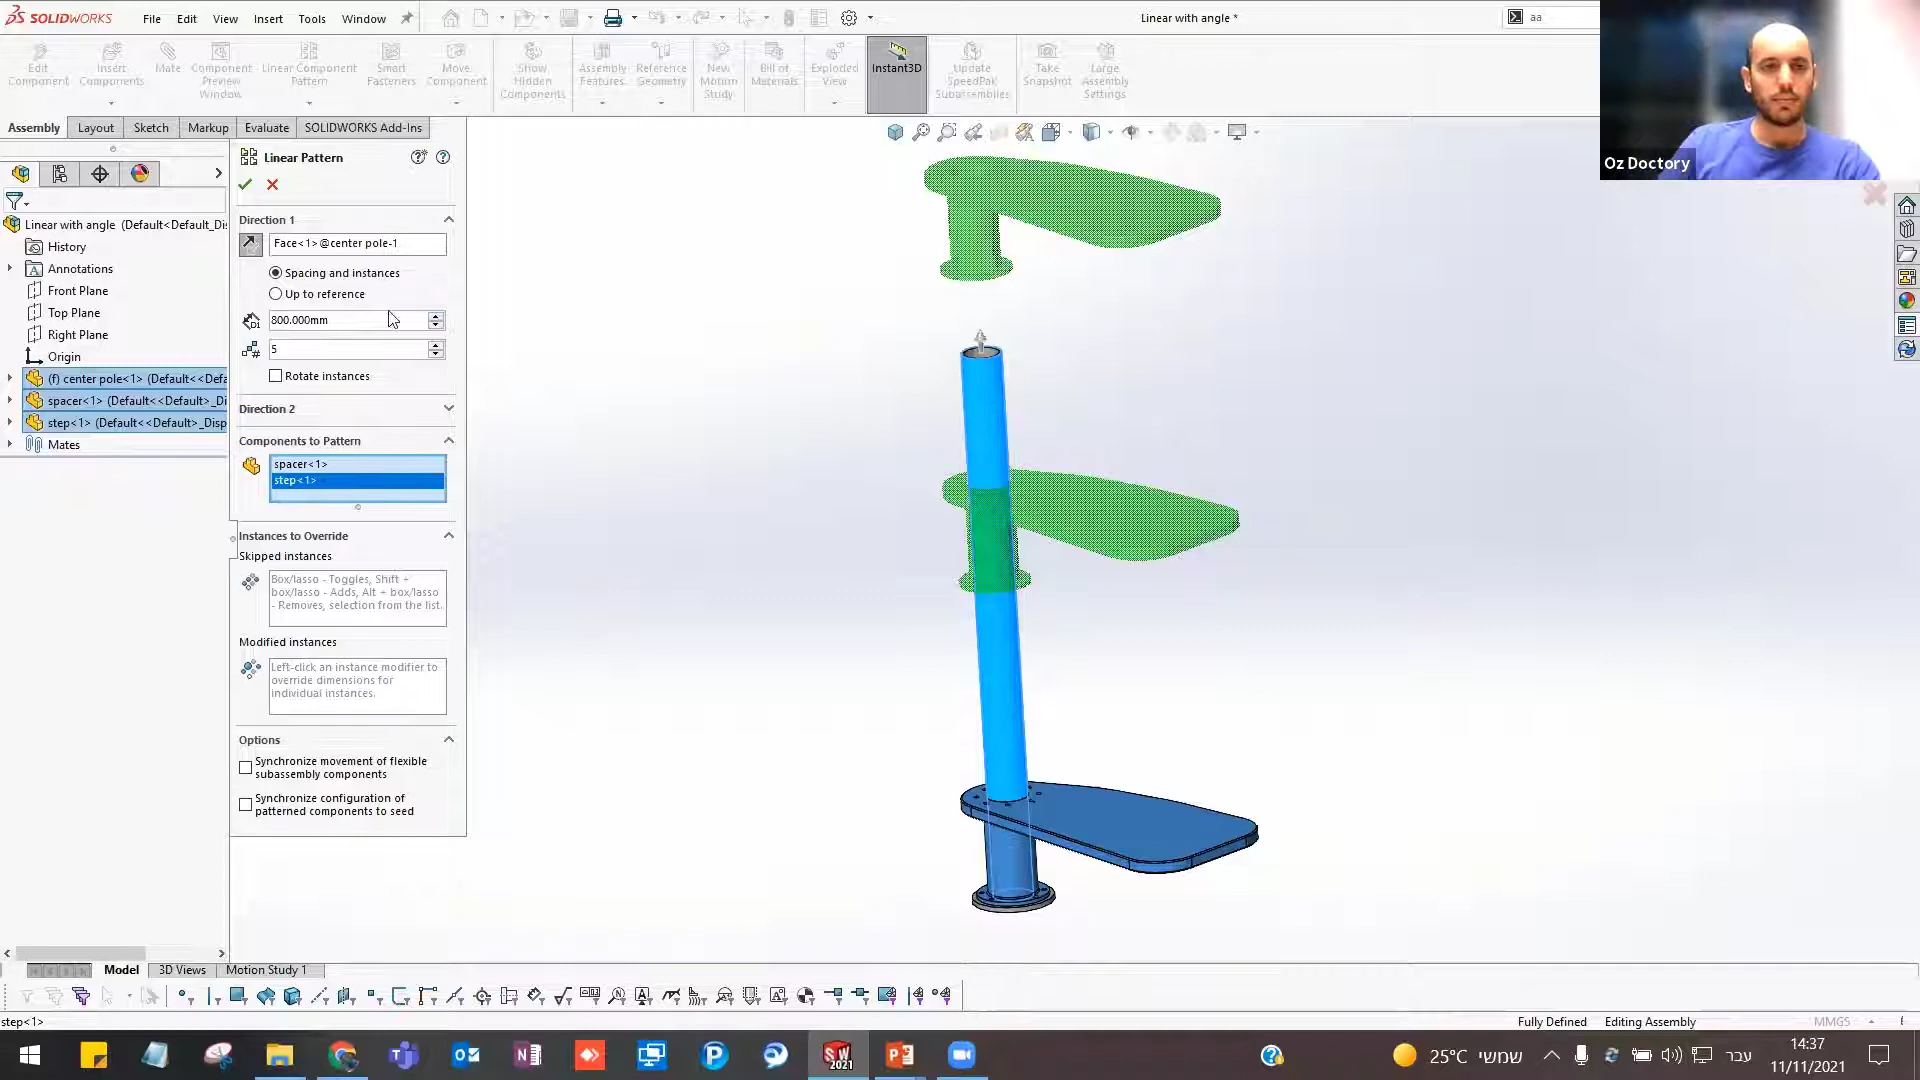 SOLIDWORKS
File
Edit
View
Insert
Tools
Window
Linear with angle *
aa
Edit
Component
Insert
Components
Mate
Component
Preview
Window
Linear Component
Pattern
Smart
Fasteners
Move
Component
Show
Hidden
Components
Assembly
Features
Reference
Geometry
New
Motion
Study
Bill of
Materials
Exploded
View
Instant3D
Update
SpeedPak
Subassemblies
Take
Snapshot
Large
Assembly
Settings
Oz Doctory
Assembly
Layout
Sketch
Markup
Evaluate
SOLIDWORKS Add-Ins
Linear with angle (Default<Default_Di
History
Annotations
Front Plane
Top Plane
Right Plane
Origin
(f) center pole<1> (Default<<Defa
spacer<1> (Default<<Default>_Di
step<1> (Default<<Default>_Disp
Mates
Linear Pattern
Direction 1
Face<1>@center pole-1
Spacing and instances
Up to reference
800.000mm
5
Rotate instances
Direction 2
Components to Pattern
spacer<1>
step<1>
Instances to Override
Skipped instances
Box/lasso - Toggles, Shift +
box/lasso - Adds, Alt + box/lasso
- Removes, selection from the list.
Modified instances
Left-click an instance modifier to
override dimensions for
individual instances.
Options
Synchronize movement of flexible
subassembly components
Synchronize configuration of
patterned components to seed
Model
3D Views
Motion Study 1
step<1>
Fully Defined
Editing Assembly
MMGS
SW
2021
25°C
שמשי
עבר
14:37
11/11/2021